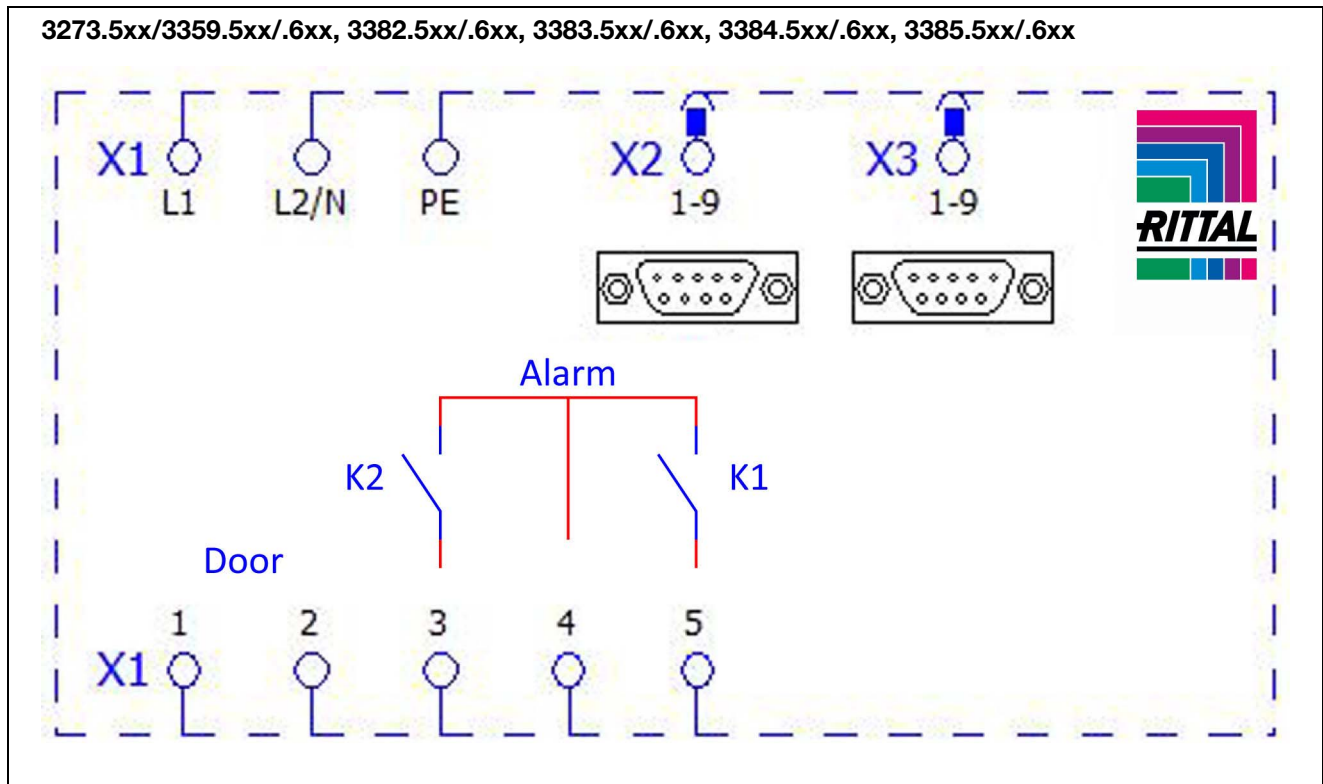 3273.5xx/3359.5xx/.6xx, 3382.5xx/.6xx, 3383.5xx/.6xx, 3384.5xx/.6xx, 3385.5xx/.6xx
X1 X2 X3
L1 L2/N PE 1-9 1-9
RITTAL
Alarm
K2 K1
Door
1 2 3 4 5
X1